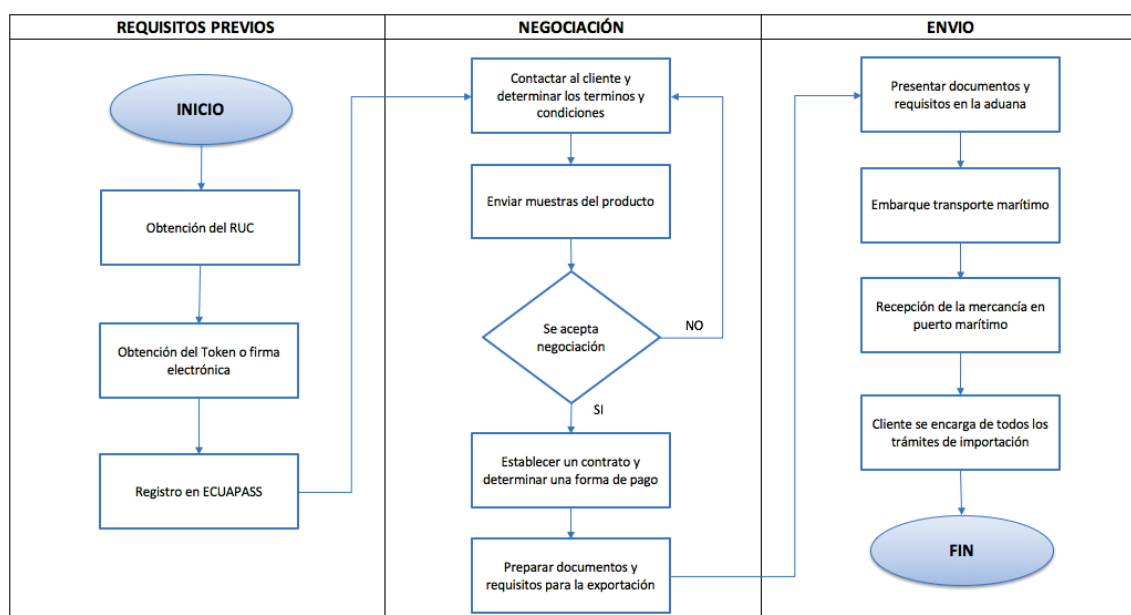 REQUISITOS PREVIOS
INICIO
Obtención del RUC
Obtención del Token o firma
electrónica
Registro en ECUAPASS
NEGOCIACIÓN
Contactar al cliente y
determinar los terminos y
condiciones
Enviar muestras del producto
Se acepta
negociación
NO
SI
Establecer un contrato y
determinar una forma de pago
Preparar documentos y
requisitos para la exportación
ENVIO
Presentar documentos y
requisitos en la aduana
Embarque transporte marítimo
Recepción de la mercancía en
puerto marítimo
Cliente se encarga de todos los
trámites de importación
FIN